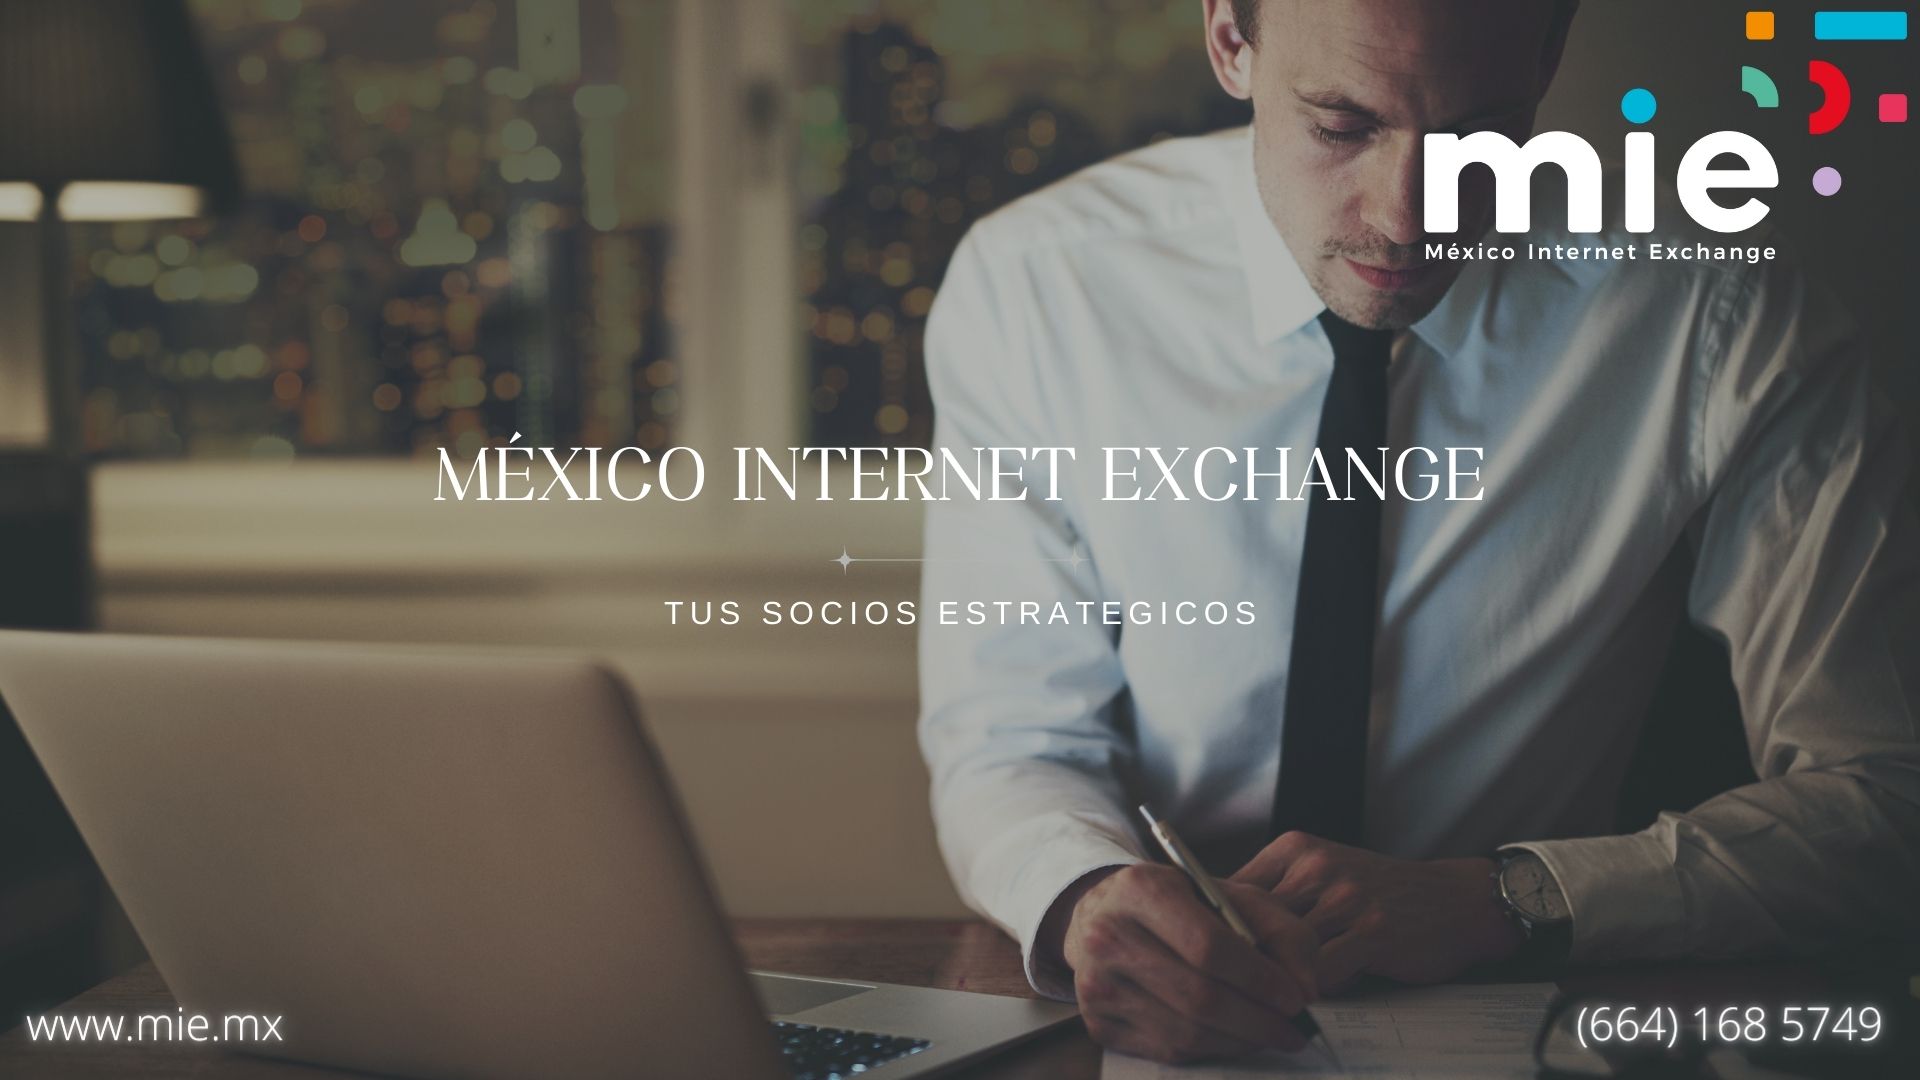 mie
México Internet Exchange
MÉXICO INTERNET EXCHANGE
TUS SOCIOS ESTRATEGICOS
www.mie.mx
(664) 168 5749